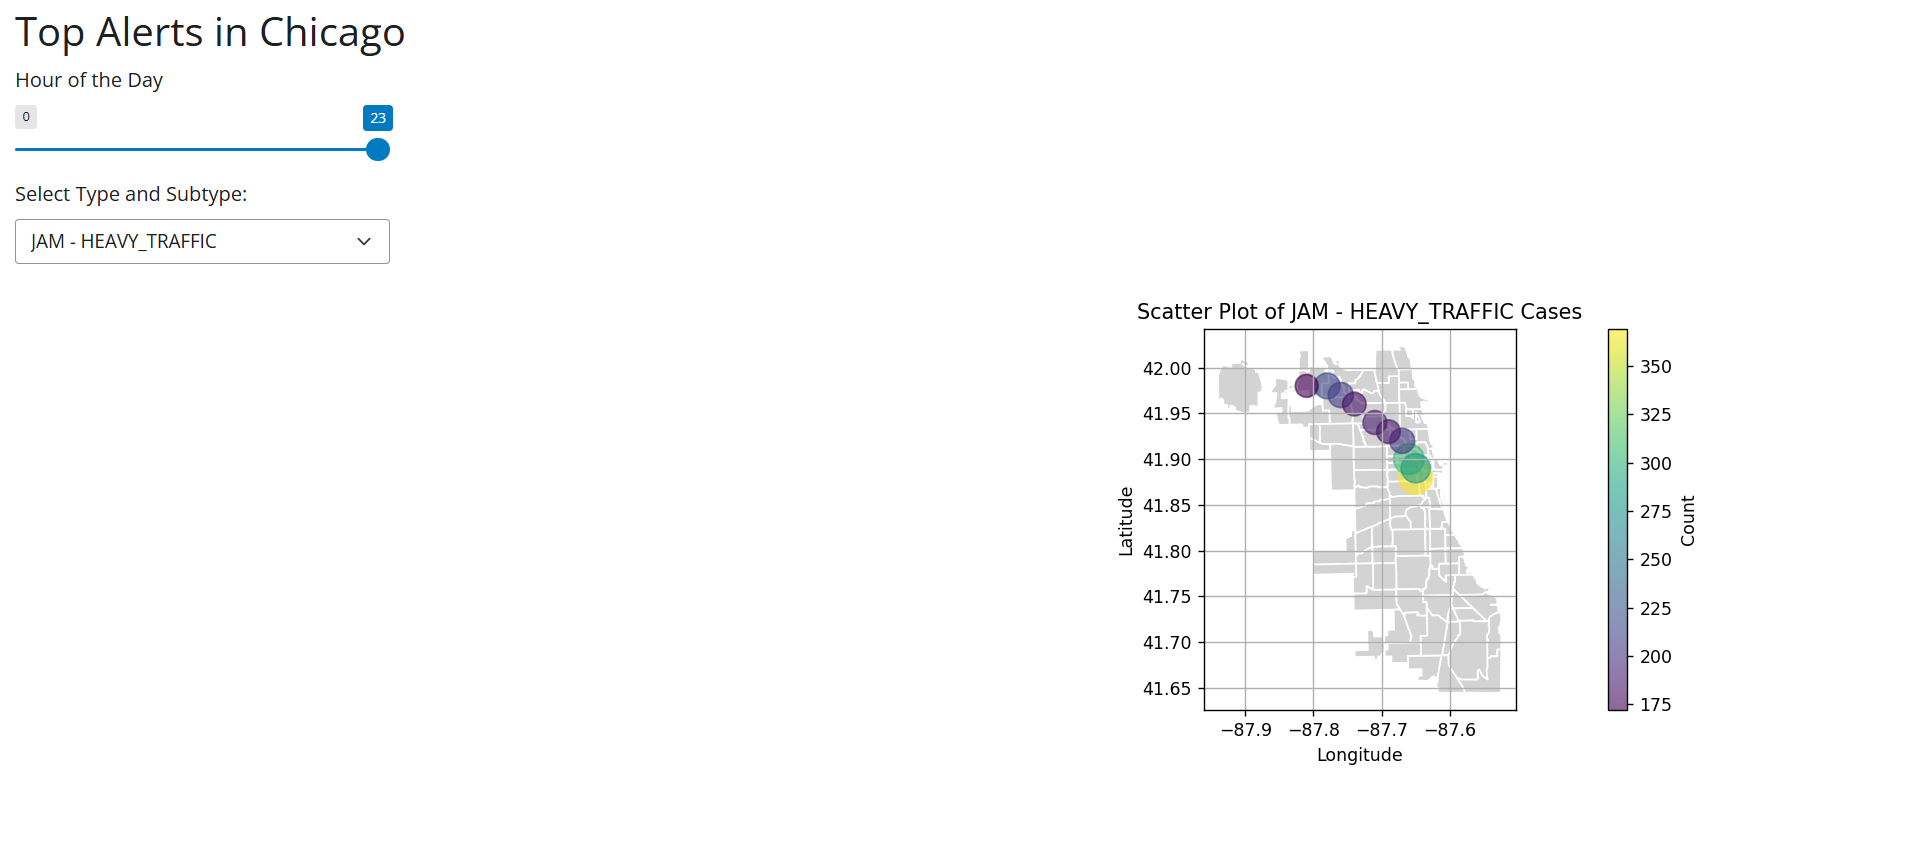 Top Alerts in Chicago
Hour of the Day
0
23
Select Type and Subtype:
JAM - HEAVY_TRAFFIC
Scatter Plot of JAM - HEAVY_TRAFFIC Cases
42.00
41.95
41.90
41.85
41.80
41.75
41.70
41.65
Latitude
−87.9 −87.8 −87.7 −87.6
Longitude
350
325
300
275
250
225
200
175
Count